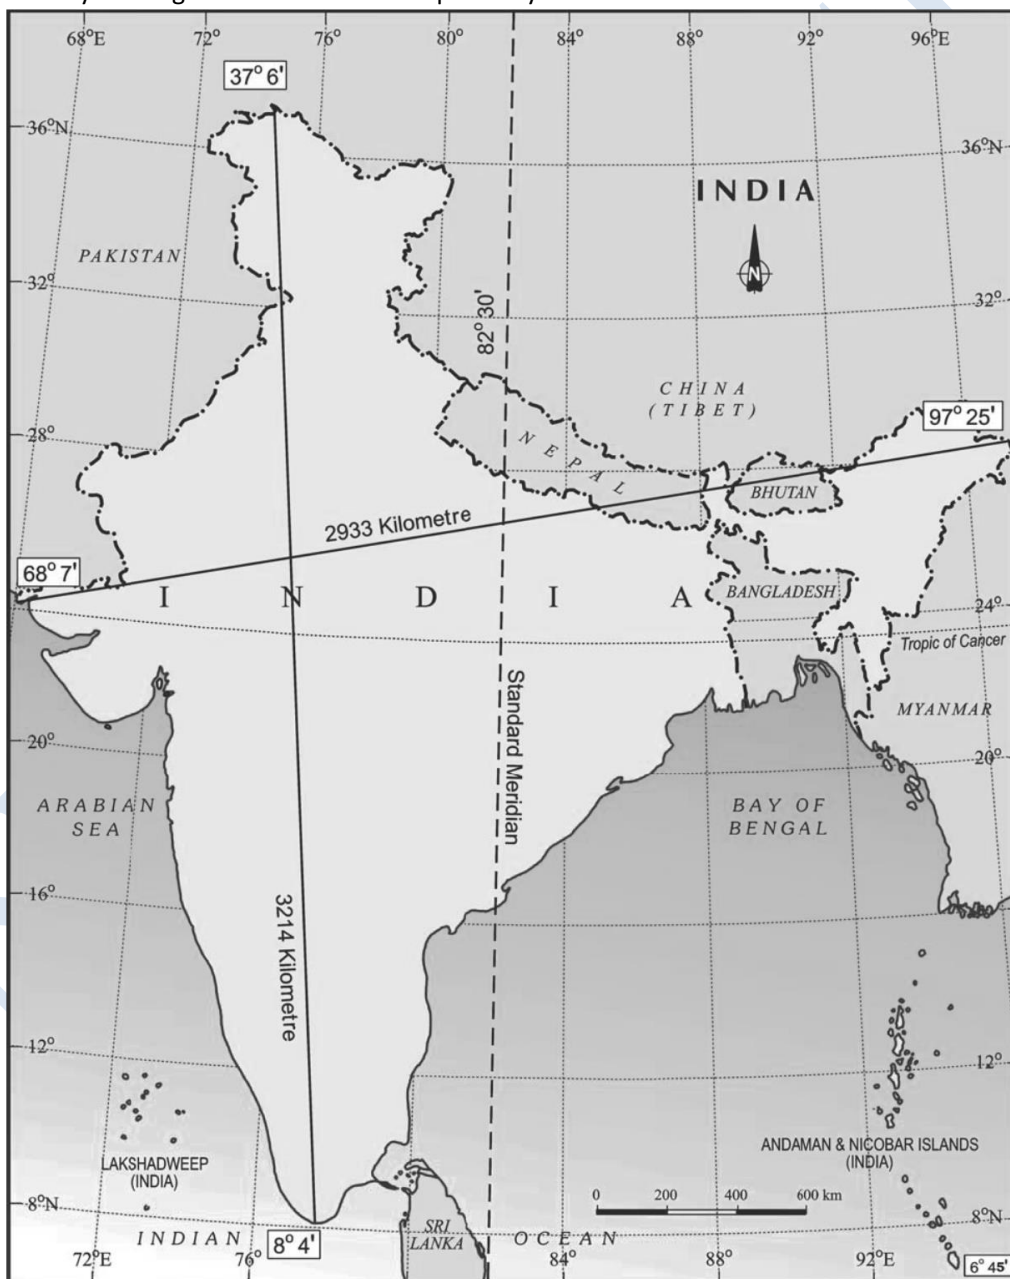 68°E 72° 76° 80° 84° 88° 92° 96°E
37° 6'
36°N
36°N
INDIA
PAKISTAN
N
32°
32°
82° 30'
CHINA
(TIBET)
97° 25'
28°
NEPAL
BHUTAN
2933 Kilometre
68° 7'
INDIA
BANGLADESH
24°
Tropic of Cancer
Standard Meridian
MYANMAR
20°
20°
ARABIAN
SEA
BAY OF
BENGAL
16°
3214 Kilometre
12°
12°
LAKSHADWEEP
(INDIA)
ANDAMAN & NICOBAR ISLANDS
(INDIA)
0 200 400 600 km
8°N
8°N
SRI
LANKA
INDIAN OCEAN
8° 4'
6° 45'
72°E 76° 84° 92°E